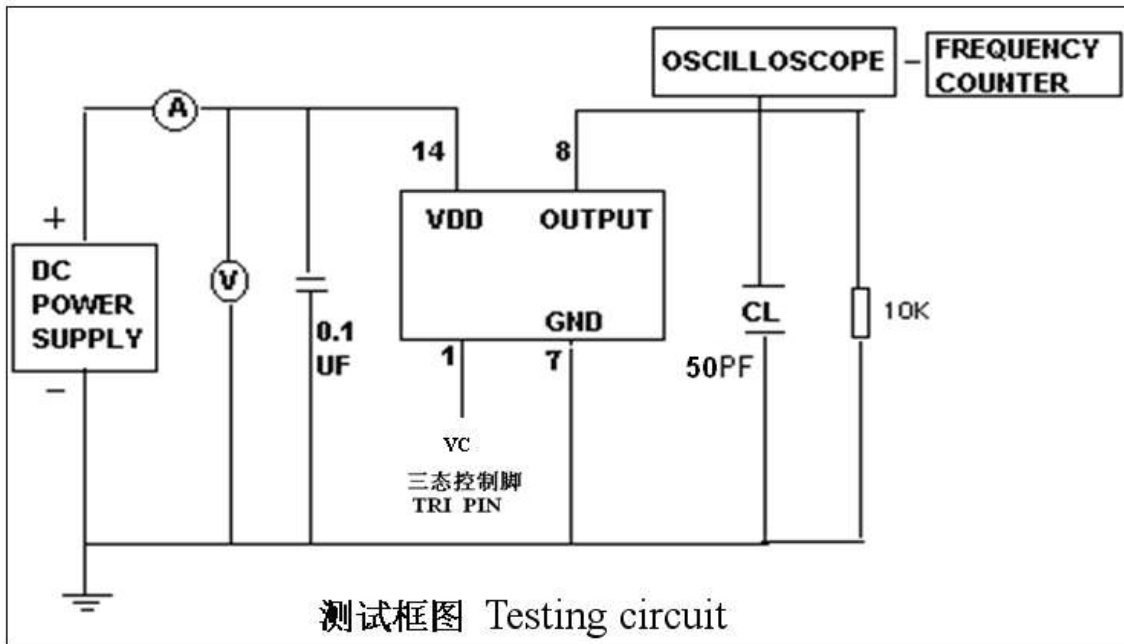 OSCILLOSCOPE
FREQUENCY
COUNTER
A
14
8
+
VDD
OUTPUT
DC
POWER
SUPPLY
V
0.1
UF
GND
CL
10K
50PF
1
7
-
VC
三态控制脚
TRI PIN
测试框图 Testing circuit